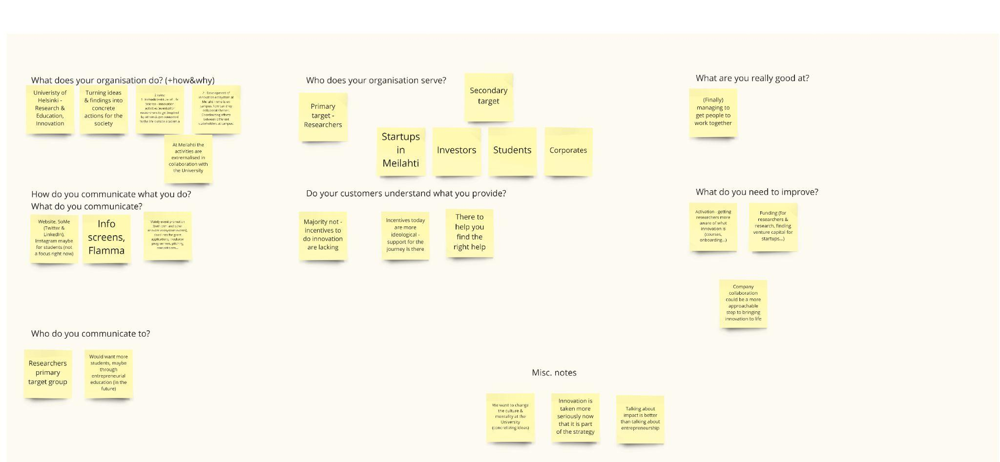 What does your organisation do? (+how&why)
Univeristy of
Helsinki -
Research &
Education,
Innovation
Turning ideas
& findings into
concrete
actions for the
society
2 roles:
1. Helsinki Institute of Life
Science - innovation
activities (events) for
researchers to get inspired
by others & get connected
to the life outside academia
2 - Development of
innovation ecosystem at
Meilahti - who is on
campus, how can they
collaborate better.
Coordinating efforts
between different
stakeholders at campus.
At Meilahti the
activities are
extrernalised in
collaboration with
the University
Who does your organisation serve?
Primary
target -
Researchers
Secondary
target
Startups
in
Meilahti
Investors
Students
Corporates
What are you really good at?
(Finally)
managing to
get people to
work together
How do you communicate what you do?
What do you communicate?
Website, SoMe
(Twitter &
LinkedIn),
Instagram maybe
for students (not
a focus right now)
Info
screens,
Flamma
Mainly event promotion
(both own and other
relevant ecosystem events),
deadlines for grant
applications, incubator
programmes, pitching
competitions...
Do your customers understand what you provide?
Majority not -
incentives to
do innovation
are lacking
Incentives today
are more
ideological -
support for the
journey is there
There to
help you
find the
right help
What do you need to improve?
Activation - getting
researchers more
aware of what
innovation is
(courses,
onboarding...)
Funding (for
researchers &
research, finding
venture capital for
startups...)
Company
collaboration
could be a more
approachable
step to bringing
innovation to life
Who do you communicate to?
Researchers
primary
target group
Would want more
students, maybe
through
entrepreneurial
education (in the
future)
Misc. notes
We want to change
the culture &
mentality at the
University
(concretizing ideas)
Innovation is
taken more
seriously now
that it is part
of the strategy
Talking about
impact is better
than talking about
entrepreneurship